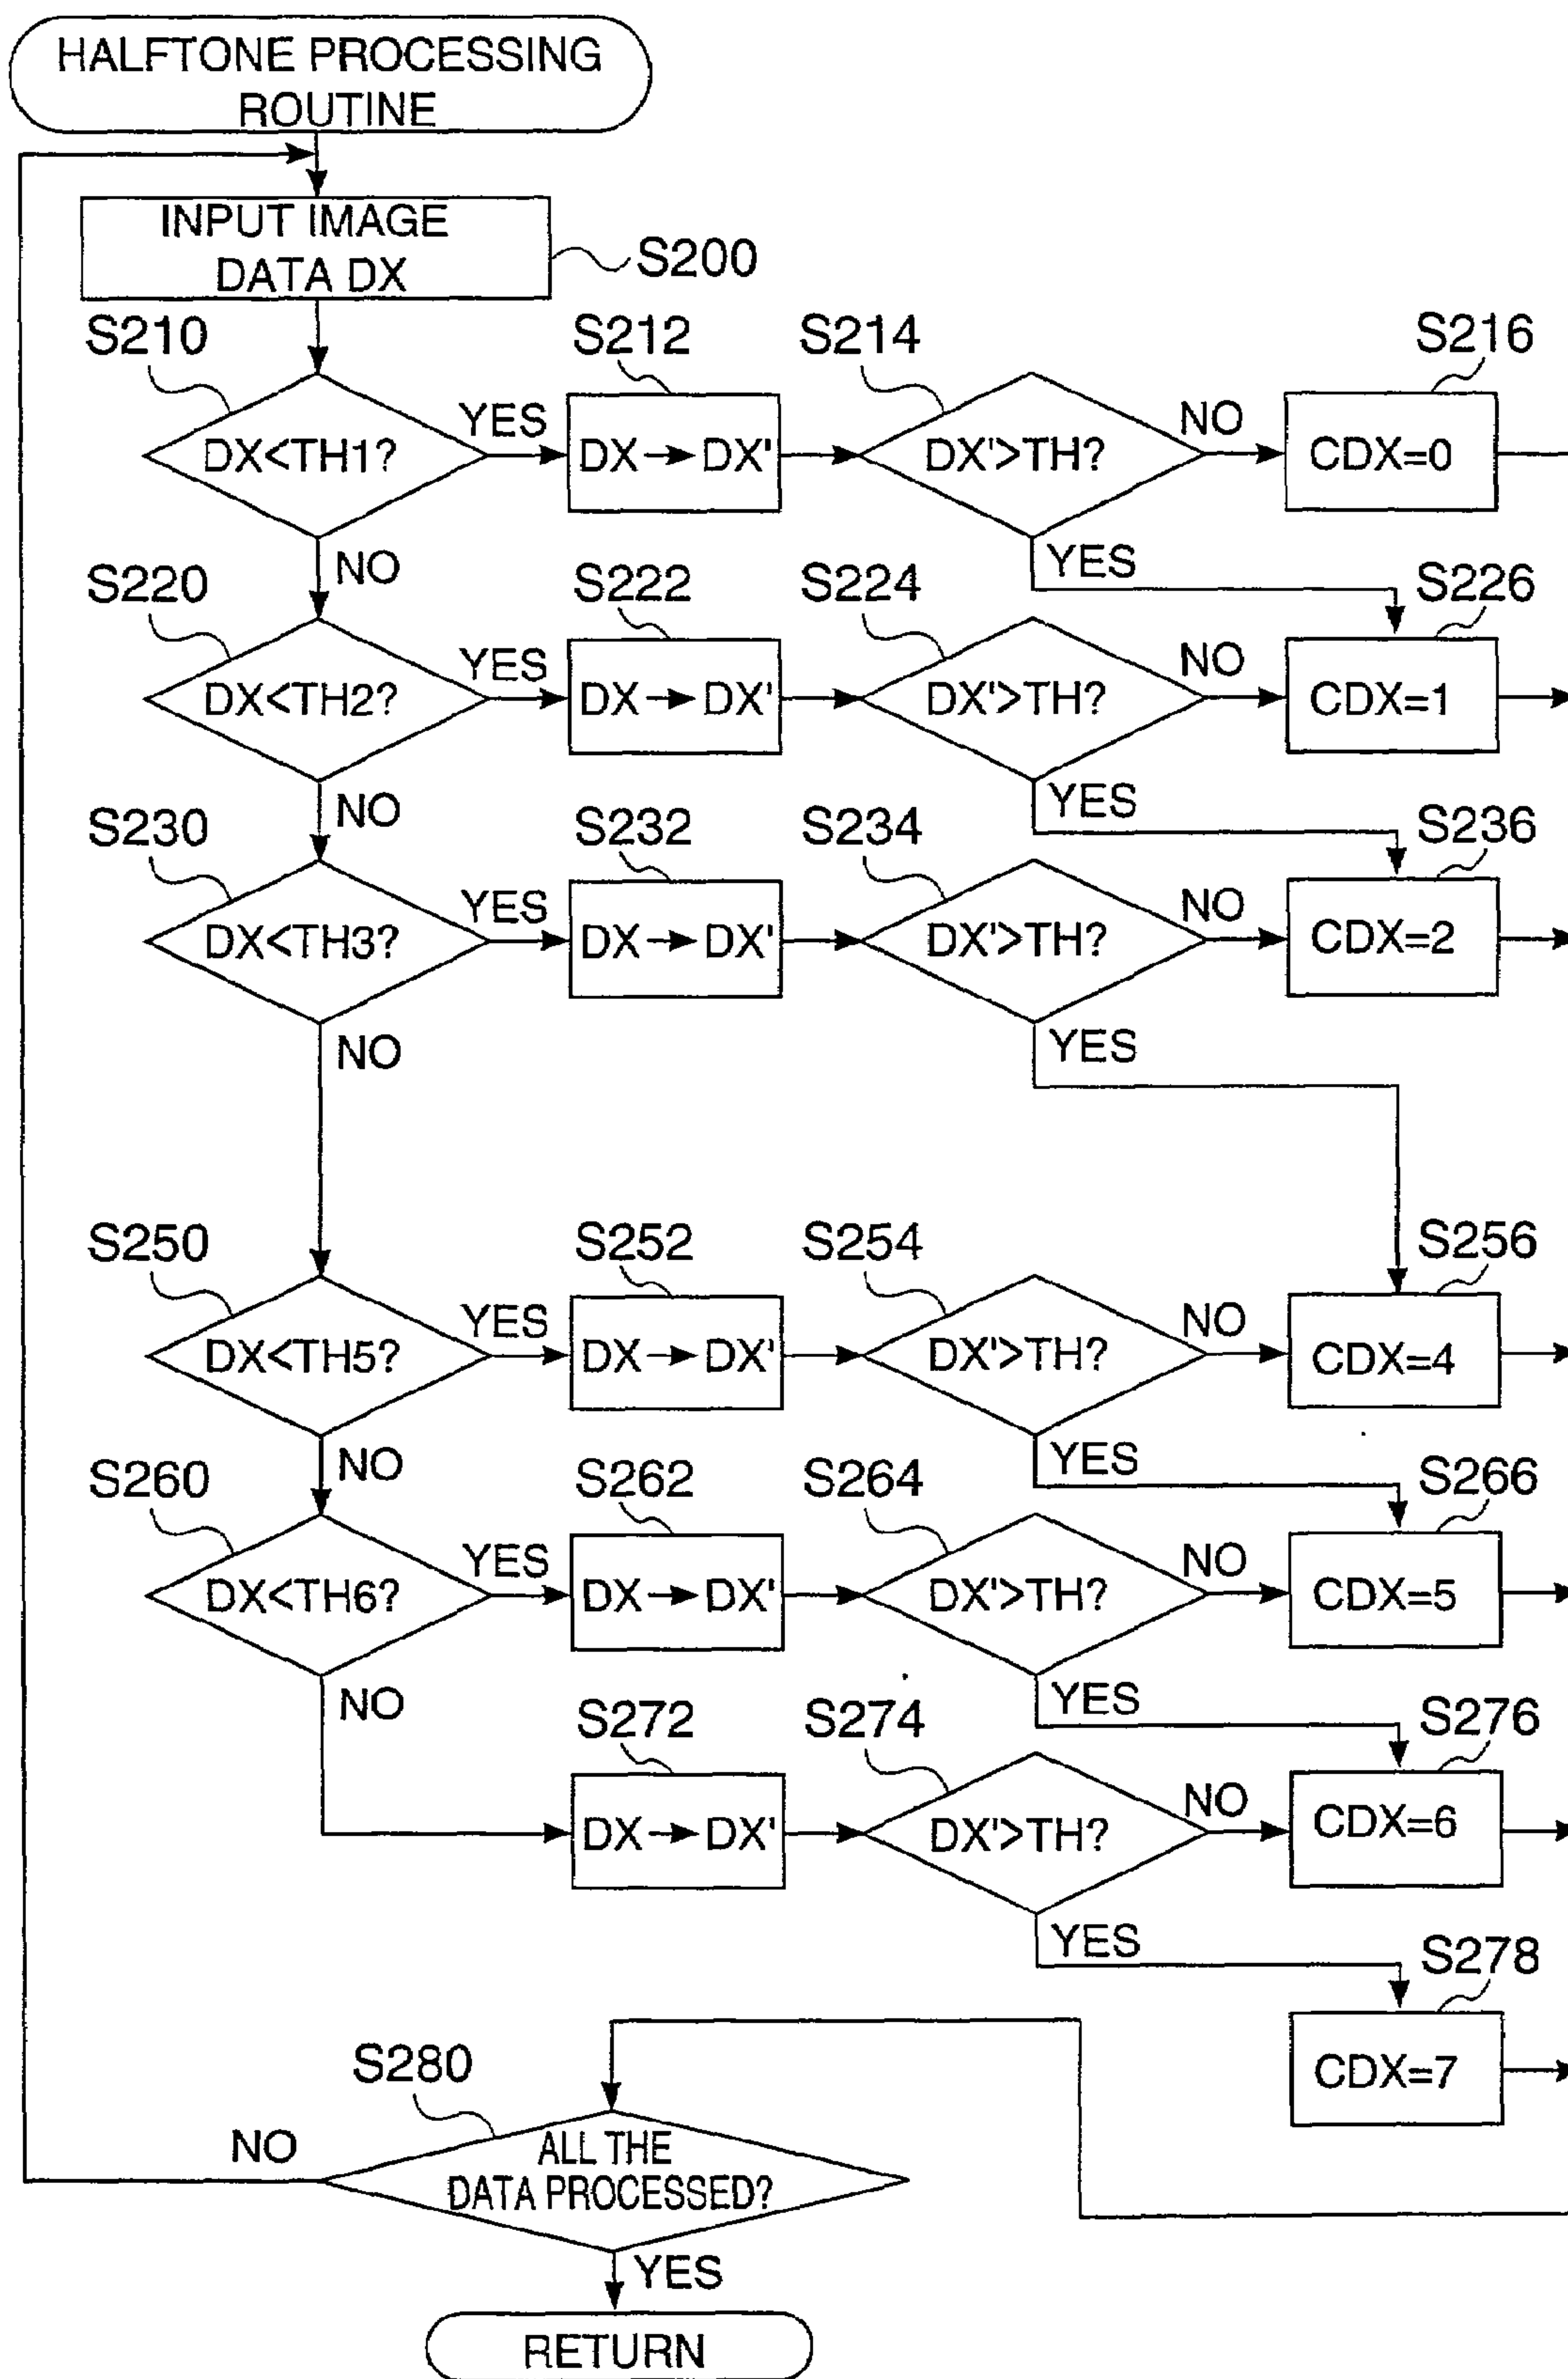 HALFTONE PROCESSING
ROUTINE
INPUT IMAGE
DATA DX
S200
S210
S212
S214
S216
DX<TH1?
YES
DX→DX'
DX'>TH?
NO
CDX=0
NO
YES
S220
S222
S224
S226
DX<TH2?
YES
DX→DX'
DX'>TH?
NO
CDX=1
NO
YES
S230
S232
S234
S236
DX<TH3?
YES
DX→DX'
DX'>TH?
NO
CDX=2
NO
YES
S250
S252
S254
S256
DX<TH5?
YES
DX→DX'
DX'>TH?
NO
CDX=4
NO
YES
S260
S262
S264
S266
DX<TH6?
YES
DX→DX'
DX'>TH?
NO
CDX=5
NO
YES
S272
S274
S276
DX→DX'
DX'>TH?
NO
CDX=6
YES
S278
CDX=7
S280
NO
ALL THE
DATA PROCESSED?
YES
RETURN